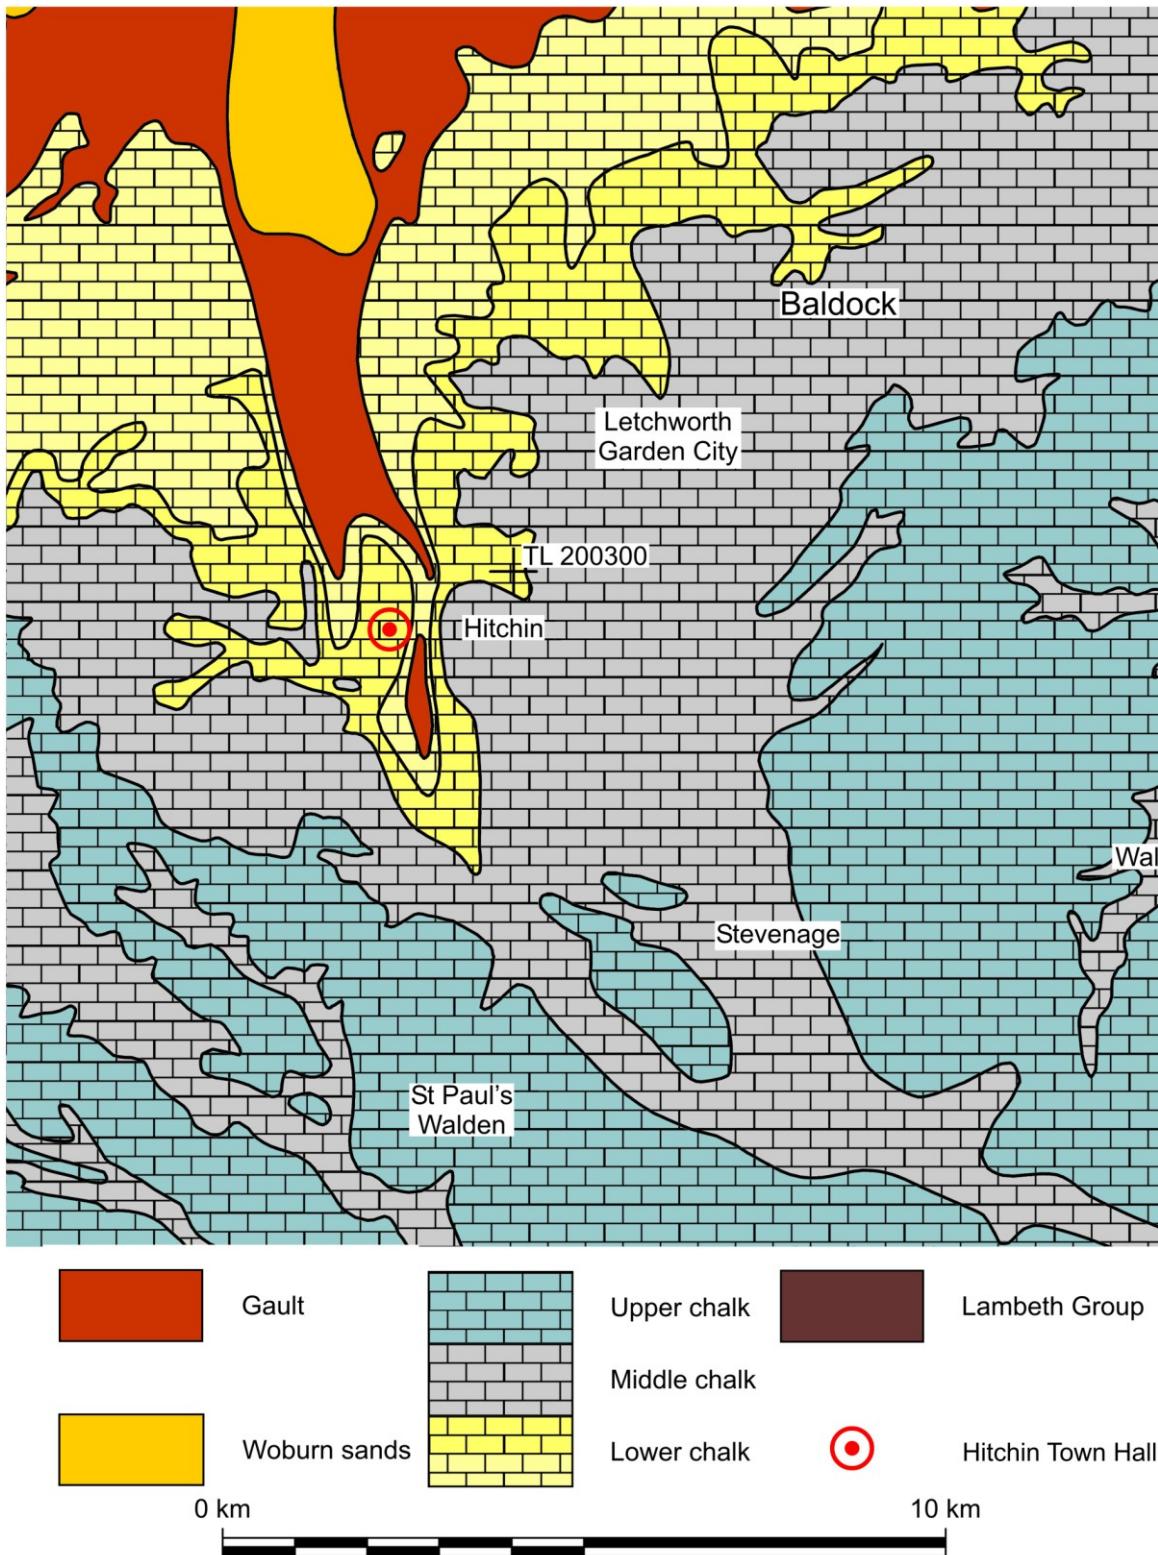 Baldock
Letchworth
Garden City
TL 200300
Hitchin
Wal
Stevenage
St Paul's
Walden
Gault
Upper chalk
Lambeth Group
Middle chalk
Woburn sands
Lower chalk
Hitchin Town Hall
0 km
10 km